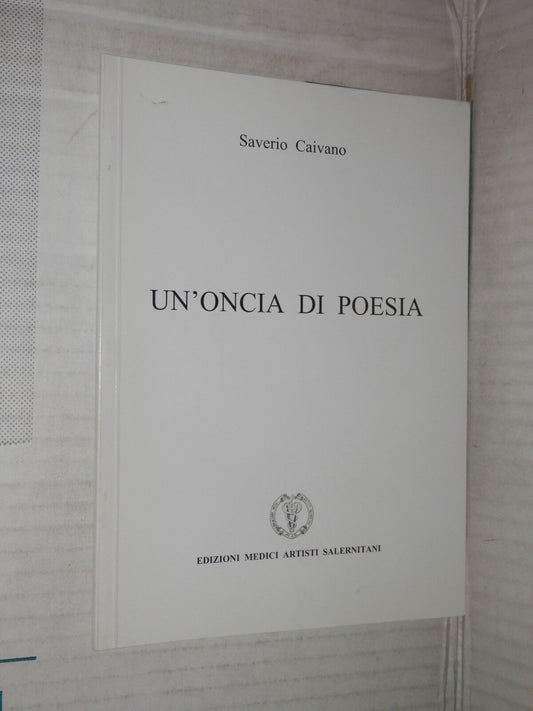 Saverio Caivano
UN'ONCIA DI POESIA
EDIZIONI MEDICI ARTISTI SALERNITANI